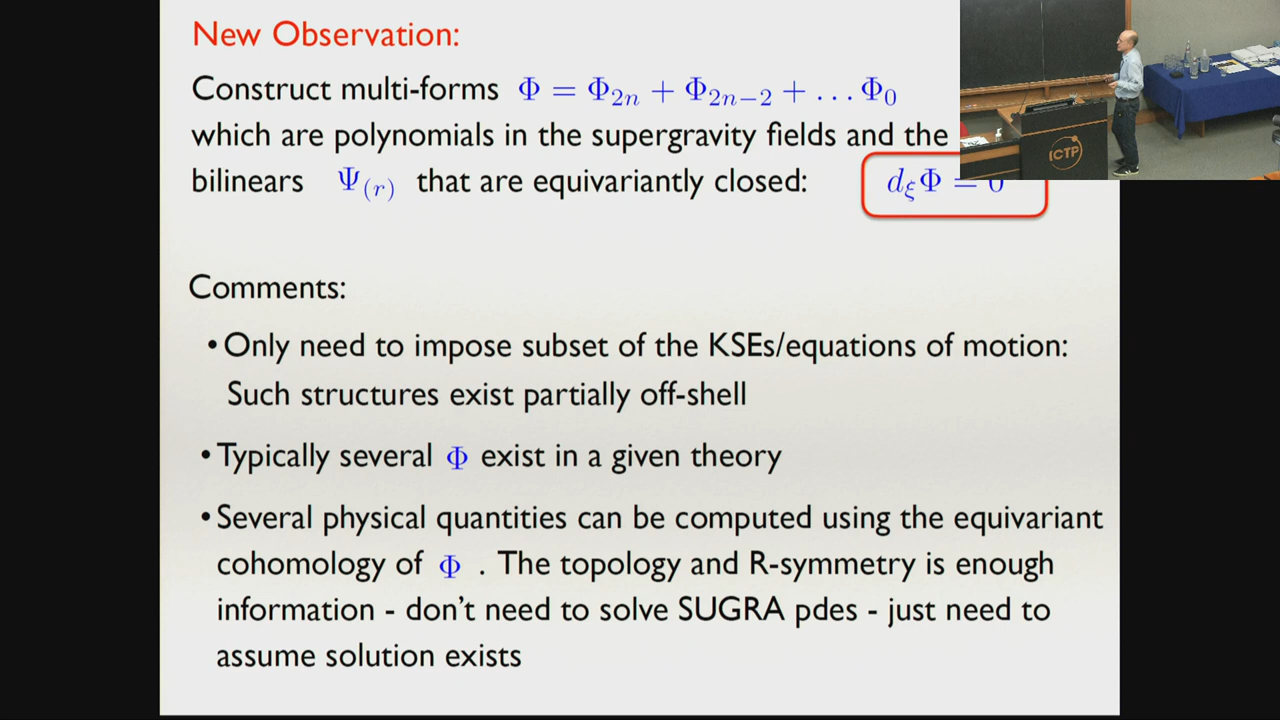 New Observation:
Construct multi-forms Φ = Φ_{2n} + Φ_{2n−2} + … Φ_0
which are polynomials in the supergravity fields and the
bilinears Ψ_{(r)} that are equivariantly closed: d_ξΦ = 0
Comments:
• Only need to impose subset of the KSEs/equations of motion:
Such structures exist partially off-shell
• Typically several Φ exist in a given theory
• Several physical quantities can be computed using the equivariant
cohomology of Φ . The topology and R-symmetry is enough
information - don't need to solve SUGRA pdes - just need to
assume solution exists
ICTP